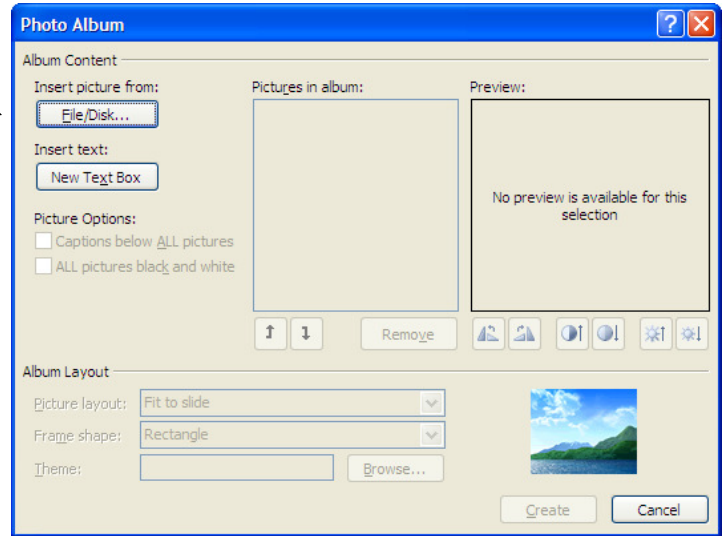 Photo Album
Album Content
Insert picture from:
File/Disk...
Insert text:
New Text Box
Picture Options:
Captions below ALL pictures
ALL pictures black and white
Pictures in album:
Remove
Preview:
No preview is available for this
selection
Album Layout
Picture layout: Fit to slide
Frame shape: Rectangle
Theme:
Browse...
Create
Cancel